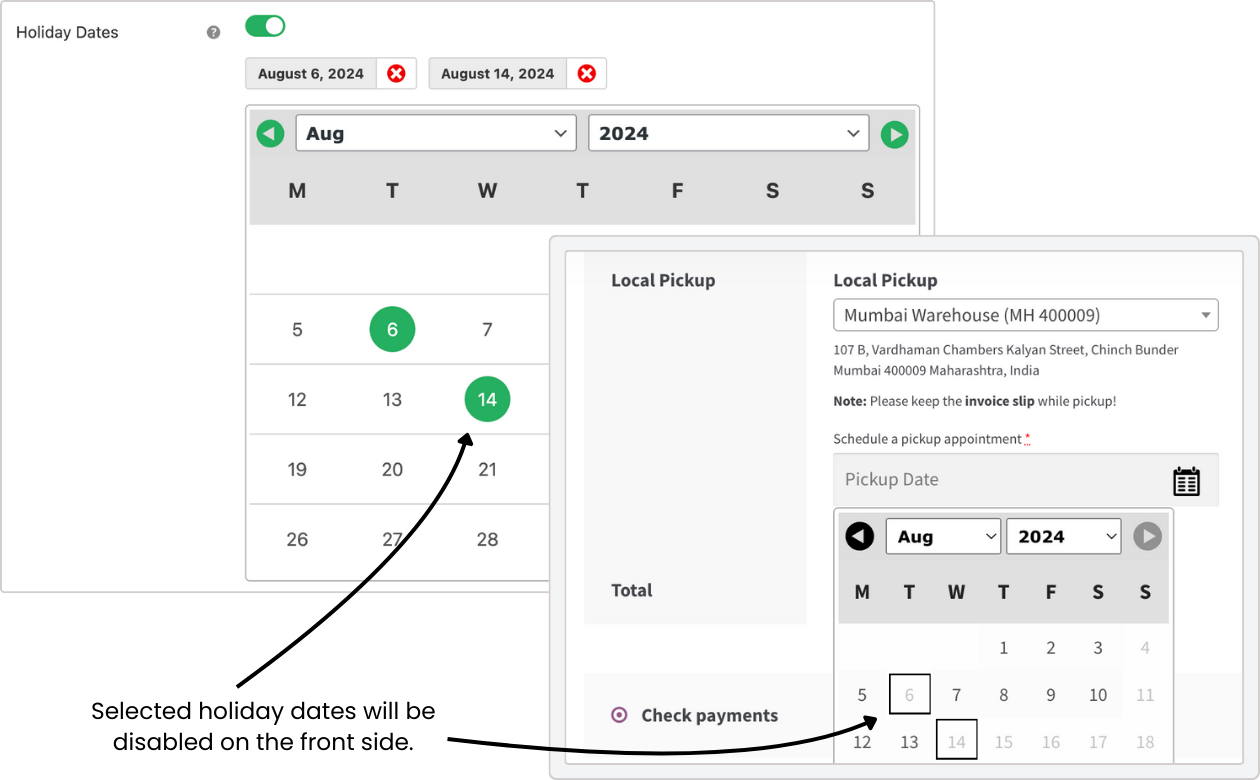 Holiday Dates ?
August 6, 2024 August 14, 2024
Aug 2024
M T W T F S S
5 6 7
12 13 14
19 20 21
26 27 28
Local Pickup
Total
Check payments
Local Pickup
Mumbai Warehouse (MH 400009)
107 B, Vardhaman Chambers Kalyan Street, Chinch Bunder
Mumbai 400009 Maharashtra, India
Note: Please keep the invoice slip while pickup!
Schedule a pickup appointment *
Pickup Date
Aug 2024
M T W T F S S
1 2 3 4
5 6 7 8 9 10 11
12 13 14 15 16 17 18
Selected holiday dates will be
disabled on the front side.